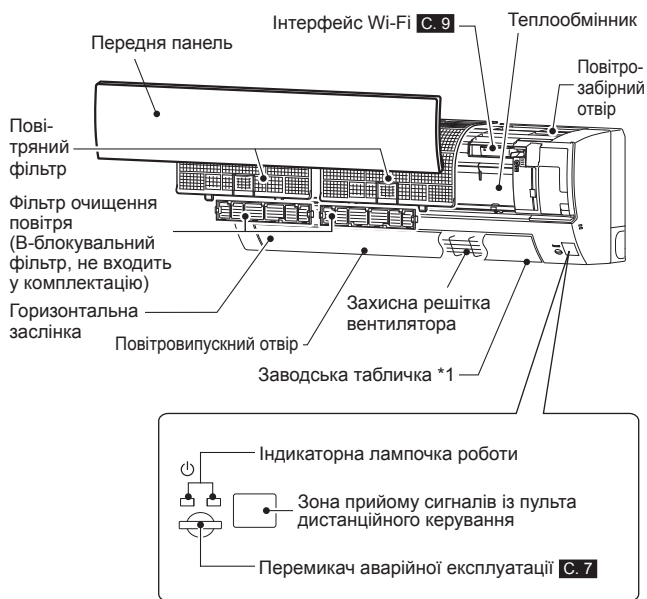 Інтерфейс Wi-Fi С. 9
Теплообмінник
Передня панель
Повітро-
забірний
отвір
Пові-
тряний
фільтр
Фільтр очищення
повітря
(В-блокувальний
фільтр, не входить
у комплектацію)
Горизонтальна
заслінка
Повітровипускний отвір
Захисна решітка
вентилятора
Заводська табличка *1
Індикаторна лампочка роботи
Зона прийому сигналів із пульта
дистанційного керування
Перемикач аварійної експлуатації С. 7